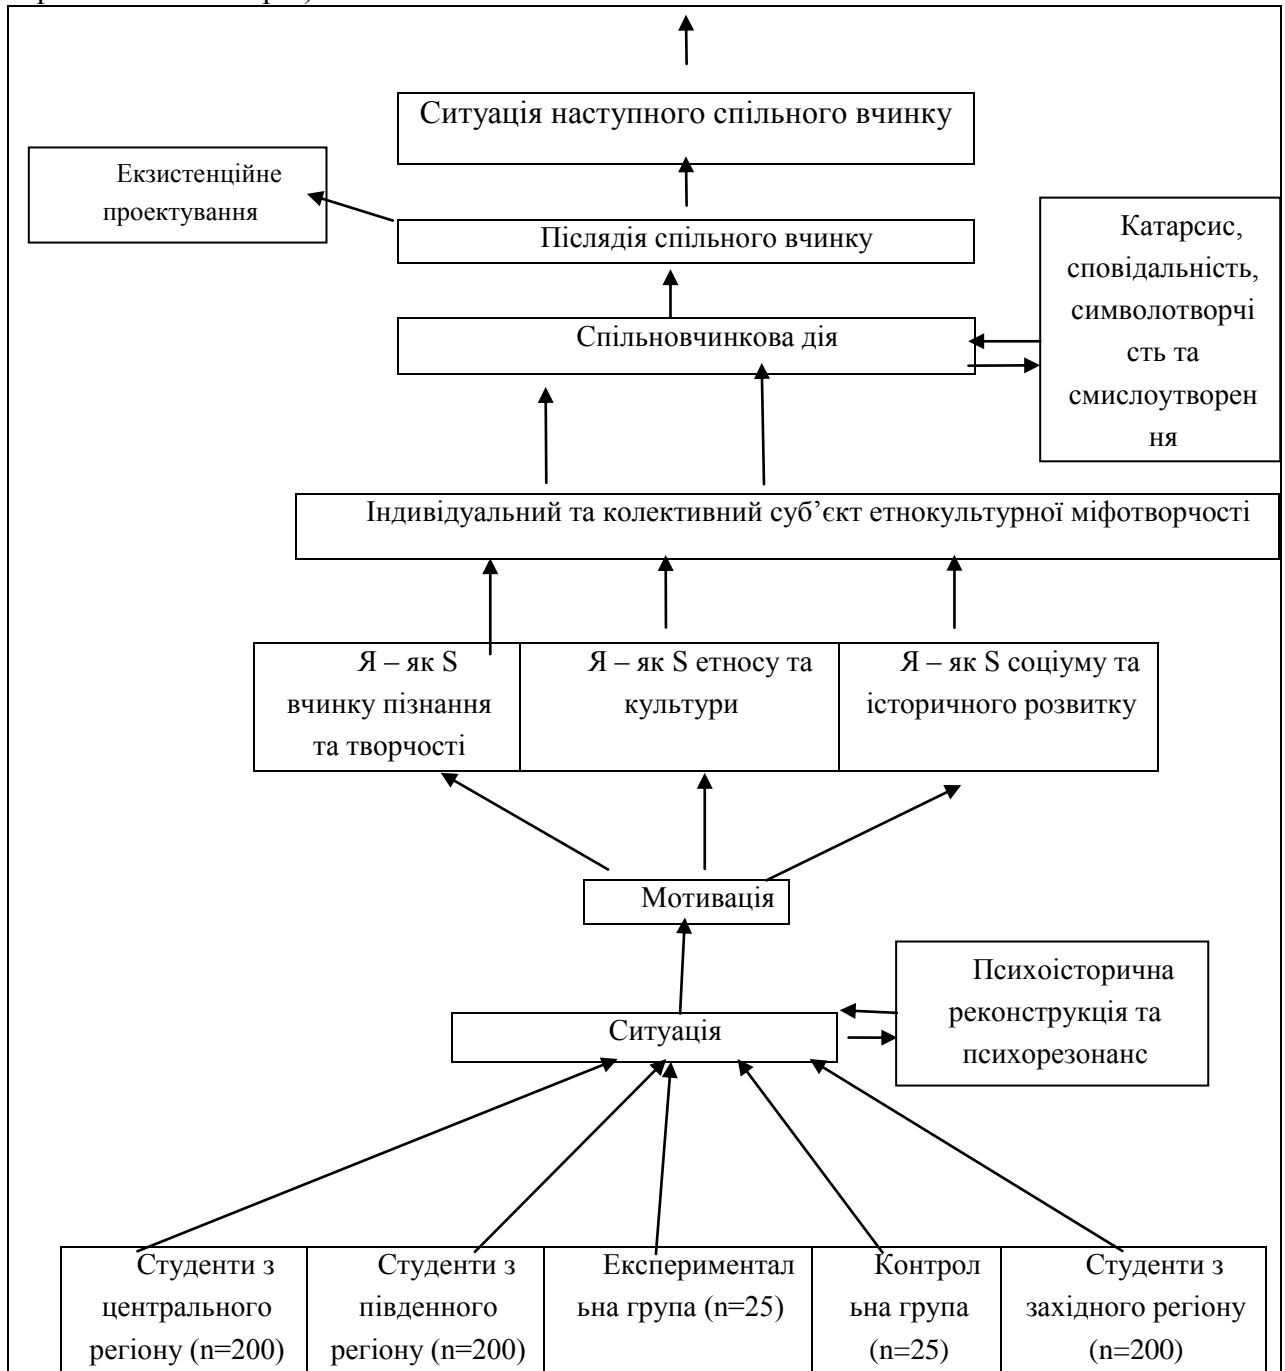 Ситуація наступного спільного вчинку
Екзистенційне
проектування
Післядія спільного вчинку
Катарсис,
сповідальність,
символотворчі
сть та
смислоутворен
ня
Спільновчинкова дія
Індивідуальний та колективний суб’єкт етнокультурної міфотворчості
Я – як S
вчинку пізнання
та творчості
Я – як S етносу та
культури
Я – як S соціуму та
історичного розвитку
Мотивація
Психоісторична
реконструкція та
психорезонанс
Ситуація
Студенти з
центрального
регіону (n=200)
Студенти з
південного
регіону (n=200)
Експериментал
ьна група (n=25)
Контрол
ьна група
(n=25)
Студенти з
західного регіону
(n=200)